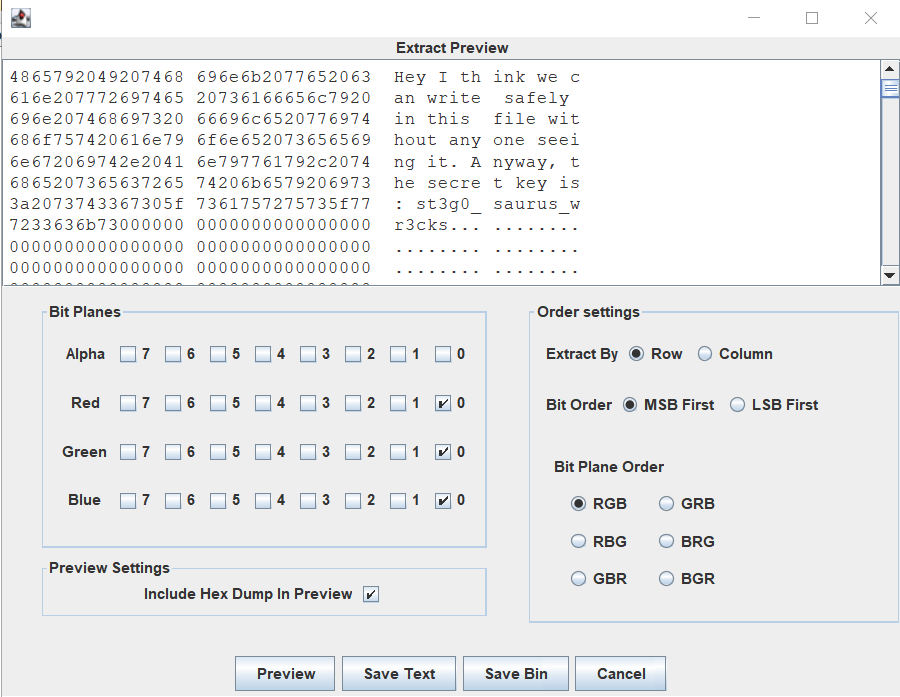 Extract Preview
4865792049207468 696e6b2077652063 Hey I th ink we c
616e207772697465 20736166656c7920 an write  safely
696e207468697320 66696c6520776974 in this  file wit
686f757420616e79 6f6e652073656569 hout any one seei
6e672069742e2041 6e797761792c2074 ng it. A nyway, t
6865207365637265 74206b6579206973 he secre t key is
3a2073743367305f 7361757275735f77 : st3g0_ saurus_w
7233636b73000000 0000000000000000 r3cks... ........
0000000000000000 0000000000000000 ........ ........
0000000000000000 0000000000000000 ........ ........
Bit Planes
Alpha 7 6 5 4 3 2 1 0
Red 7 6 5 4 3 2 1 0
Green 7 6 5 4 3 2 1 0
Blue 7 6 5 4 3 2 1 0
Preview Settings
Include Hex Dump In Preview
Order settings
Extract By Row Column
Bit Order MSB First LSB First
Bit Plane Order
RGB GRB
RBG BRG
GBR BGR
Preview Save Text Save Bin Cancel